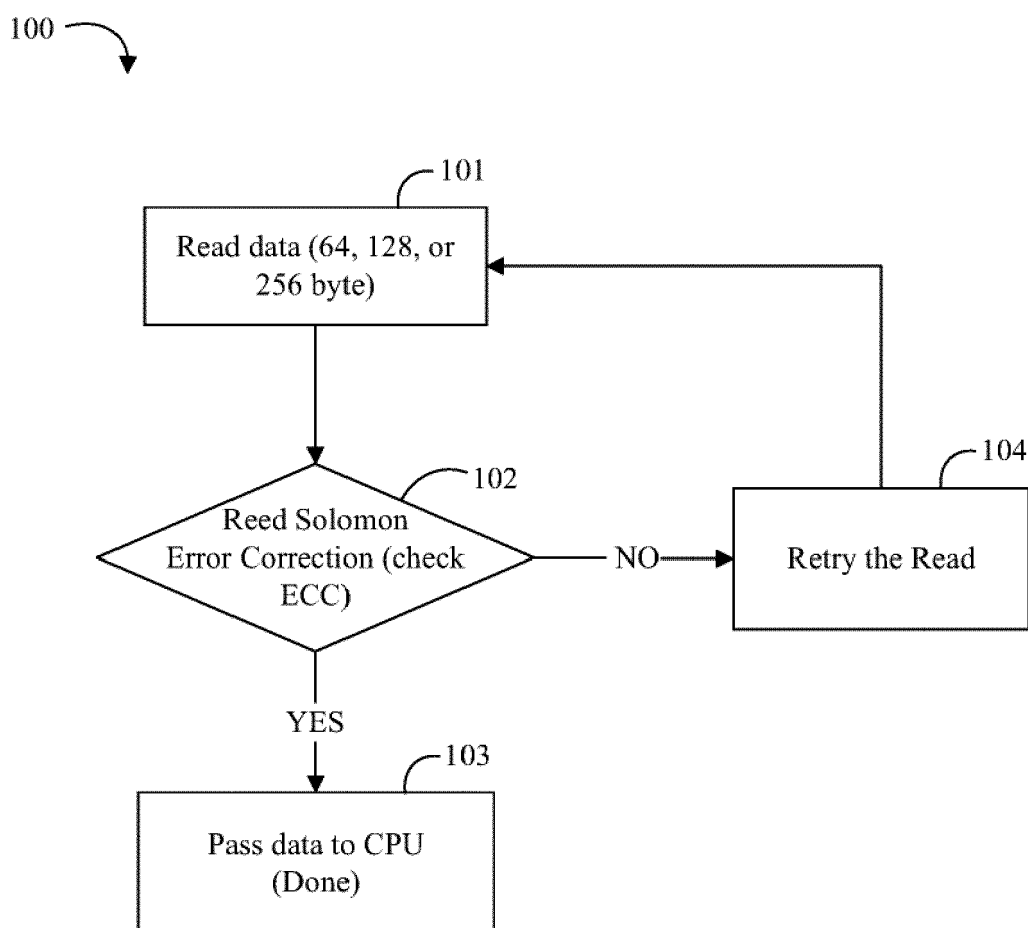 100
101
Read data (64, 128, or
256 byte)
102
Reed Solomon
Error Correction (check
ECC)
NO
104
Retry the Read
YES
103
Pass data to CPU
(Done)